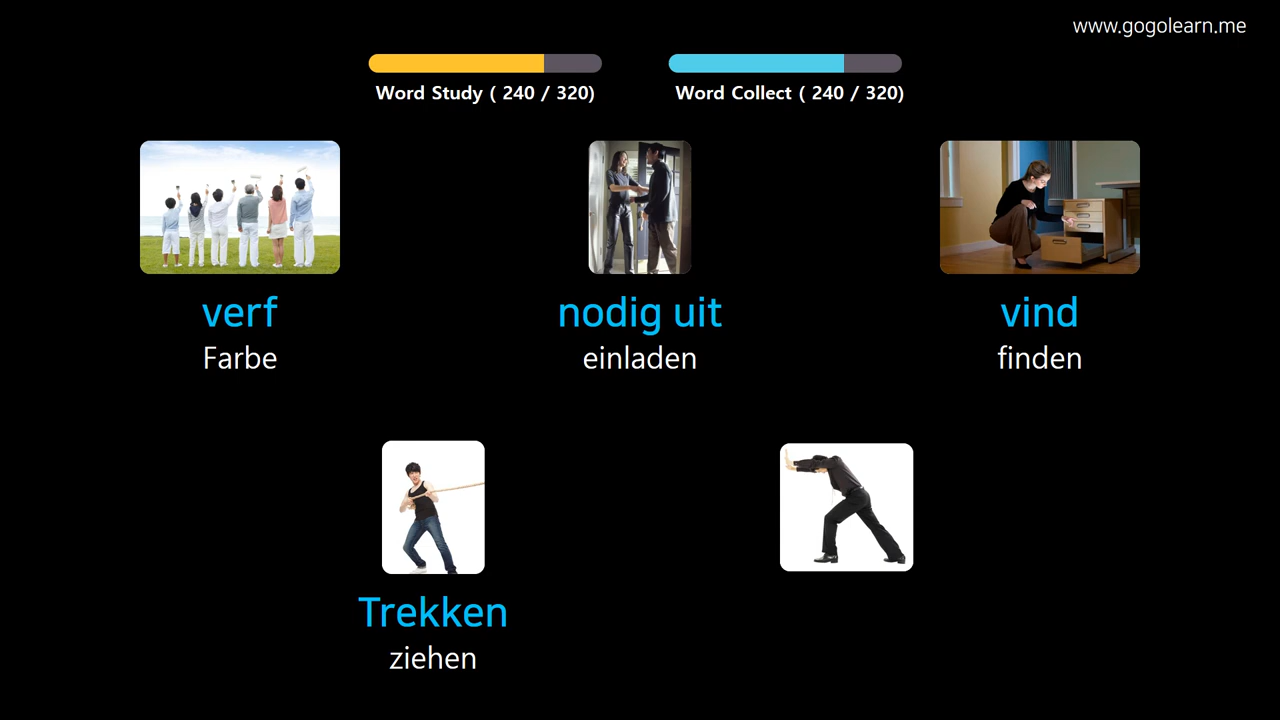 www.gogolearn.me
Word Study ( 240 / 320)
Word Collect ( 240 / 320)
verf
Farbe
nodig uit
einladen
vind
finden
Trekken
ziehen